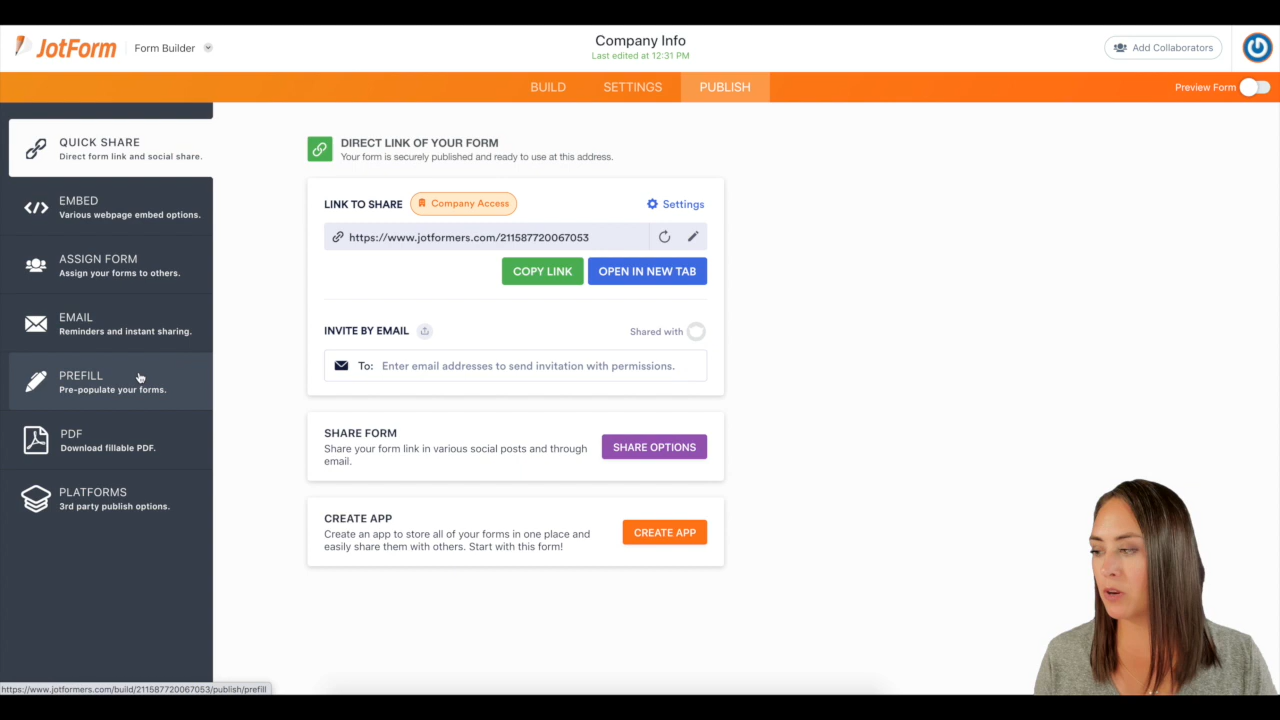 JotForm
Form Builder
Company Info
Last edited at 12:31 PM
Add Collaborators
BUILD
SETTINGS
PUBLISH
Preview Form
QUICK SHARE
Direct form link and social share.
EMBED
Various webpage embed options.
ASSIGN FORM
Assign your forms to others.
EMAIL
Reminders and instant sharing.
PREFILL
Pre-populate your forms.
PDF
Download fillable PDF.
PLATFORMS
3rd party publish options.
DIRECT LINK OF YOUR FORM
Your form is securely published and ready to use at this address.
LINK TO SHARE
Company Access
Settings
https://www.jotformers.com/211587720067053
COPY LINK
OPEN IN NEW TAB
INVITE BY EMAIL
Shared with
To: Enter email addresses to send invitation with permissions.
SHARE FORM
Share your form link in various social posts and through
email.
SHARE OPTIONS
CREATE APP
Create an app to store all of your forms in one place and
easily share them with others. Start with this form!
CREATE APP
https://www.jotformers.com/build/211587720067053/publish/prefill